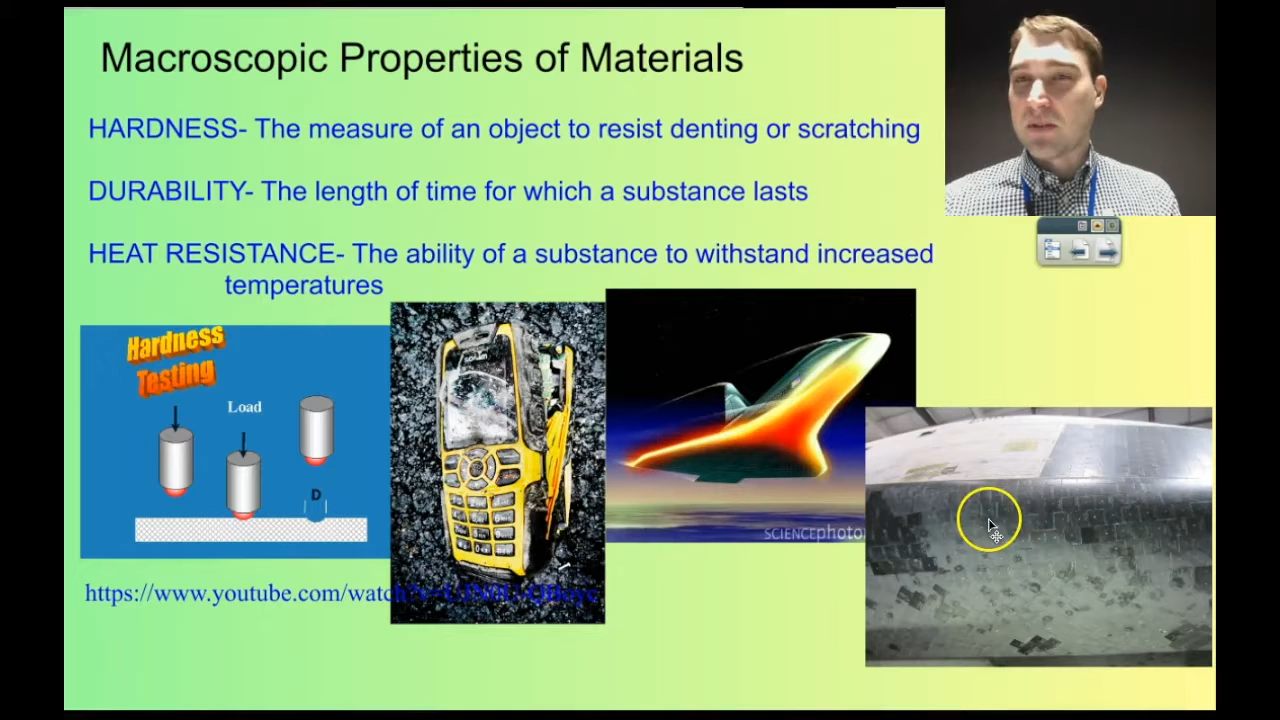 Macroscopic Properties of Materials
HARDNESS- The measure of an object to resist denting or scratching
DURABILITY- The length of time for which a substance lasts
HEAT RESISTANCE- The ability of a substance to withstand increased
temperatures
Hardness
Testing
Load
D
SCIENCEphoto
https://www.youtube.com/watch?v=